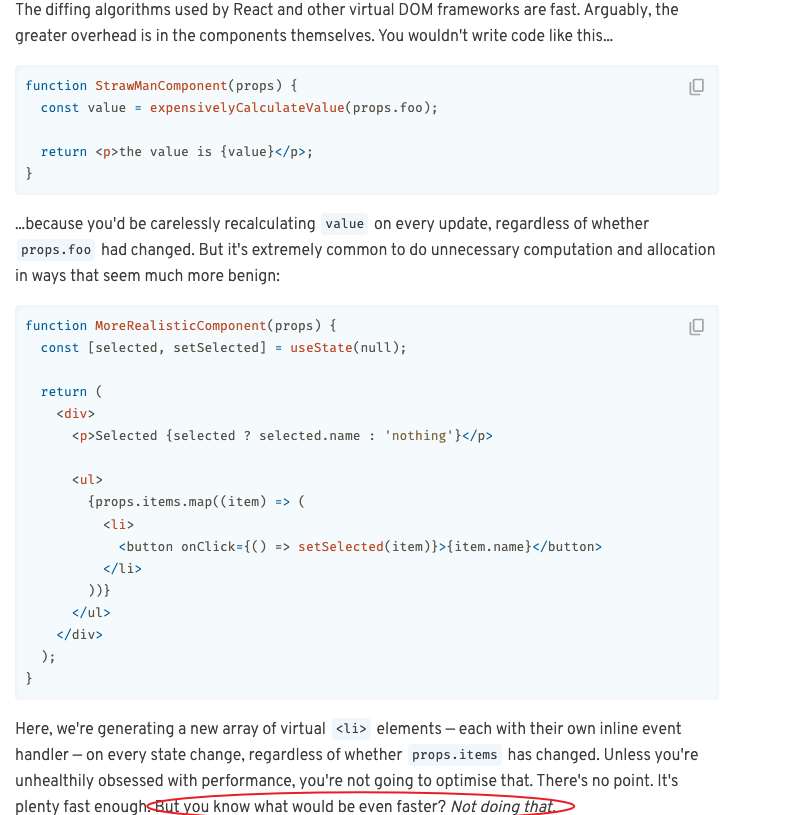 The diffing algorithms used by React and other virtual DOM frameworks are fast. Arguably, the
greater overhead is in the components themselves. You wouldn't write code like this...
function StrawManComponent(props) {
  const value = expensivelyCalculateValue(props.foo);
  return <p>the value is {value}</p>;
}
...because you'd be carelessly recalculating value on every update, regardless of whether
props.foo had changed. But it's extremely common to do unnecessary computation and allocation
in ways that seem much more benign:
function MoreRealisticComponent(props) {
  const [selected, setSelected] = useState(null);
  return (
    <div>
      <p>Selected {selected ? selected.name : 'nothing'}</p>
      <ul>
        {props.items.map((item) => (
          <li>
            <button onClick={() => setSelected(item)}>{item.name}</button>
          </li>
        ))}
      </ul>
    </div>
  );
}
Here, we're generating a new array of virtual <li> elements — each with their own inline event
handler — on every state change, regardless of whether props.items has changed. Unless you're
unhealthily obsessed with performance, you're not going to optimise that. There's no point. It's
plenty fast enough. But you know what would be even faster? Not doing that.